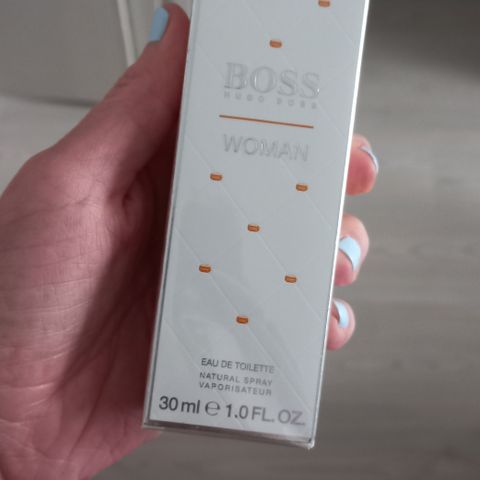 BOSS
HUGO BOSS
WOMAN
EAU DE TOILETTE
NATURAL SPRAY
VAPORISATEUR
30 ml ℮ 1.0 FL. OZ.